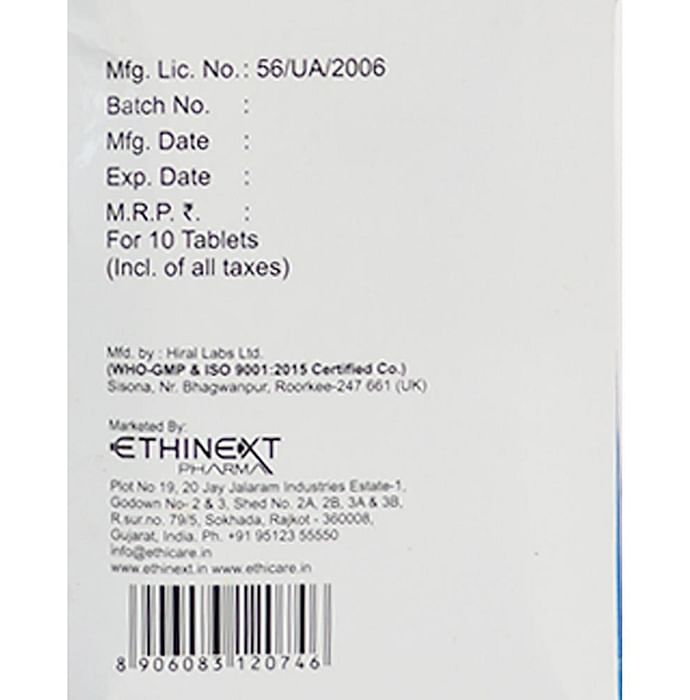 Mfg. Lic. No.: 56/UA/2006
Batch No. :
Mfg. Date :
Exp. Date :
M.R.P. ₹. :
For 10 Tablets
(Incl. of all taxes)
Mfd. by : Hiral Labs Ltd.
(WHO-GMP & ISO 9001:2015 Certified Co.)
Sisona, Nr. Bhagwanpur, Roorkee-247 661 (UK)
Marketed By:
ETHINEXT
PHARMA
Plot No 19, 20 Jay Jalaram Industries Estate-1,
Godown No- 2 & 3, Shed No. 2A, 2B, 3A & 3B,
R.sur.no. 79/5, Sokhada, Rajkot - 360008,
Gujarat, India. Ph. +91 95123 55550
info@ethicare.in
www.ethinext.in www.ethicare.in
8 906083 120746